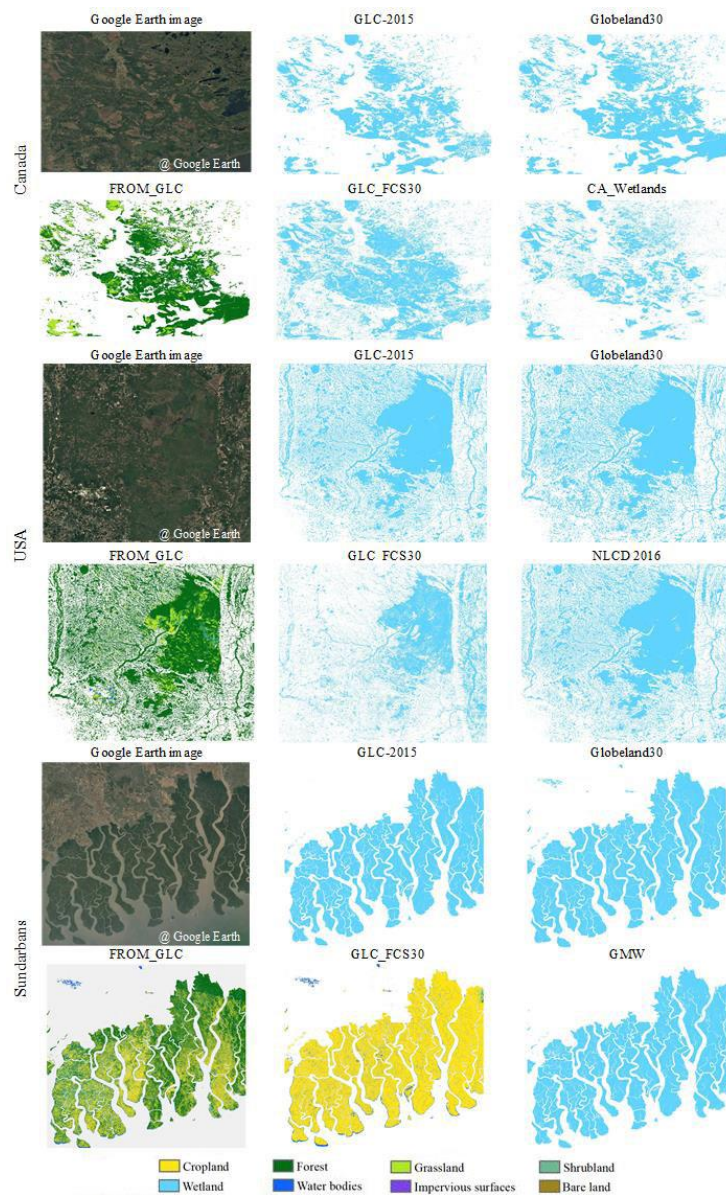 Google Earth image GLC-2015 Globeland30
Canada
@ Google Earth
FROM_GLC GLC_FCS30 CA_Wetlands
Google Earth image GLC-2015 Globeland30
USA
@ Google Earth
FROM_GLC GLC_FCS30 NLCD 2016
Google Earth image GLC-2015 Globeland30
Sundarbans
@ Google Earth
FROM_GLC GLC_FCS30 GMW
Cropland Forest Grassland Shrubland
Wetland Water bodies Impervious surfaces Bare land